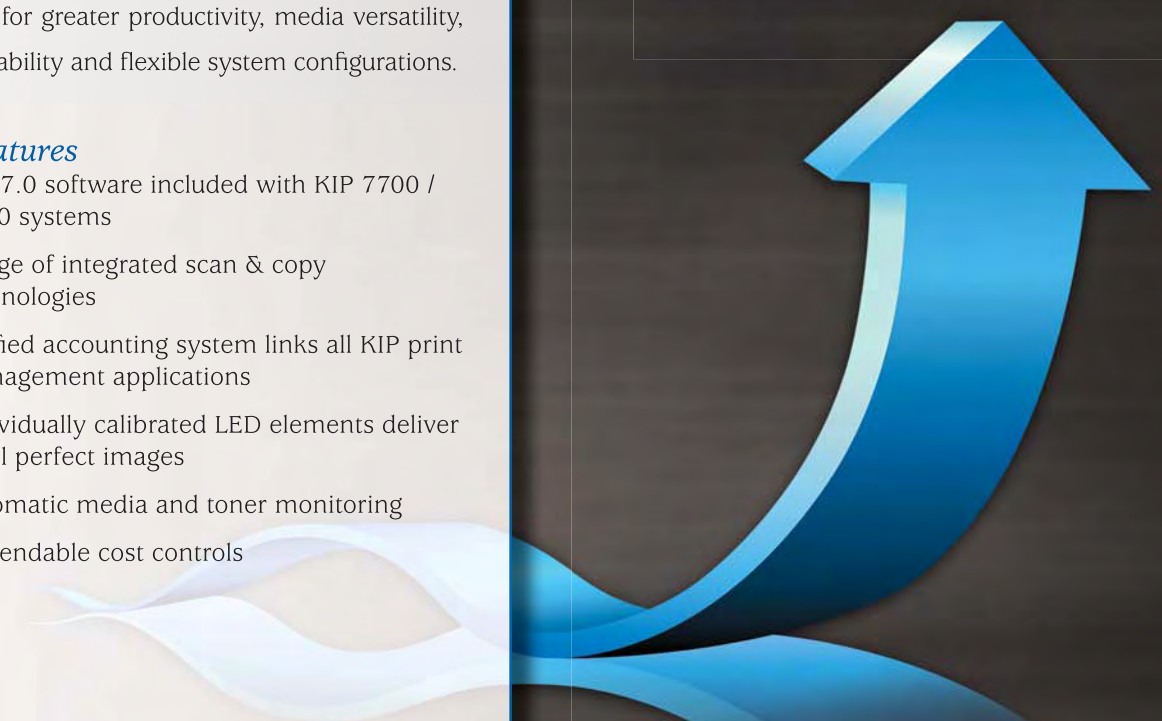 for greater productivity, media versatility,
ability and flexible system configurations.
atures
7.0 software included with KIP 7700 /
0 systems
ge of integrated scan & copy
nologies
fied accounting system links all KIP print
nagement applications
vidually calibrated LED elements deliver
l perfect images
omatic media and toner monitoring
endable cost controls